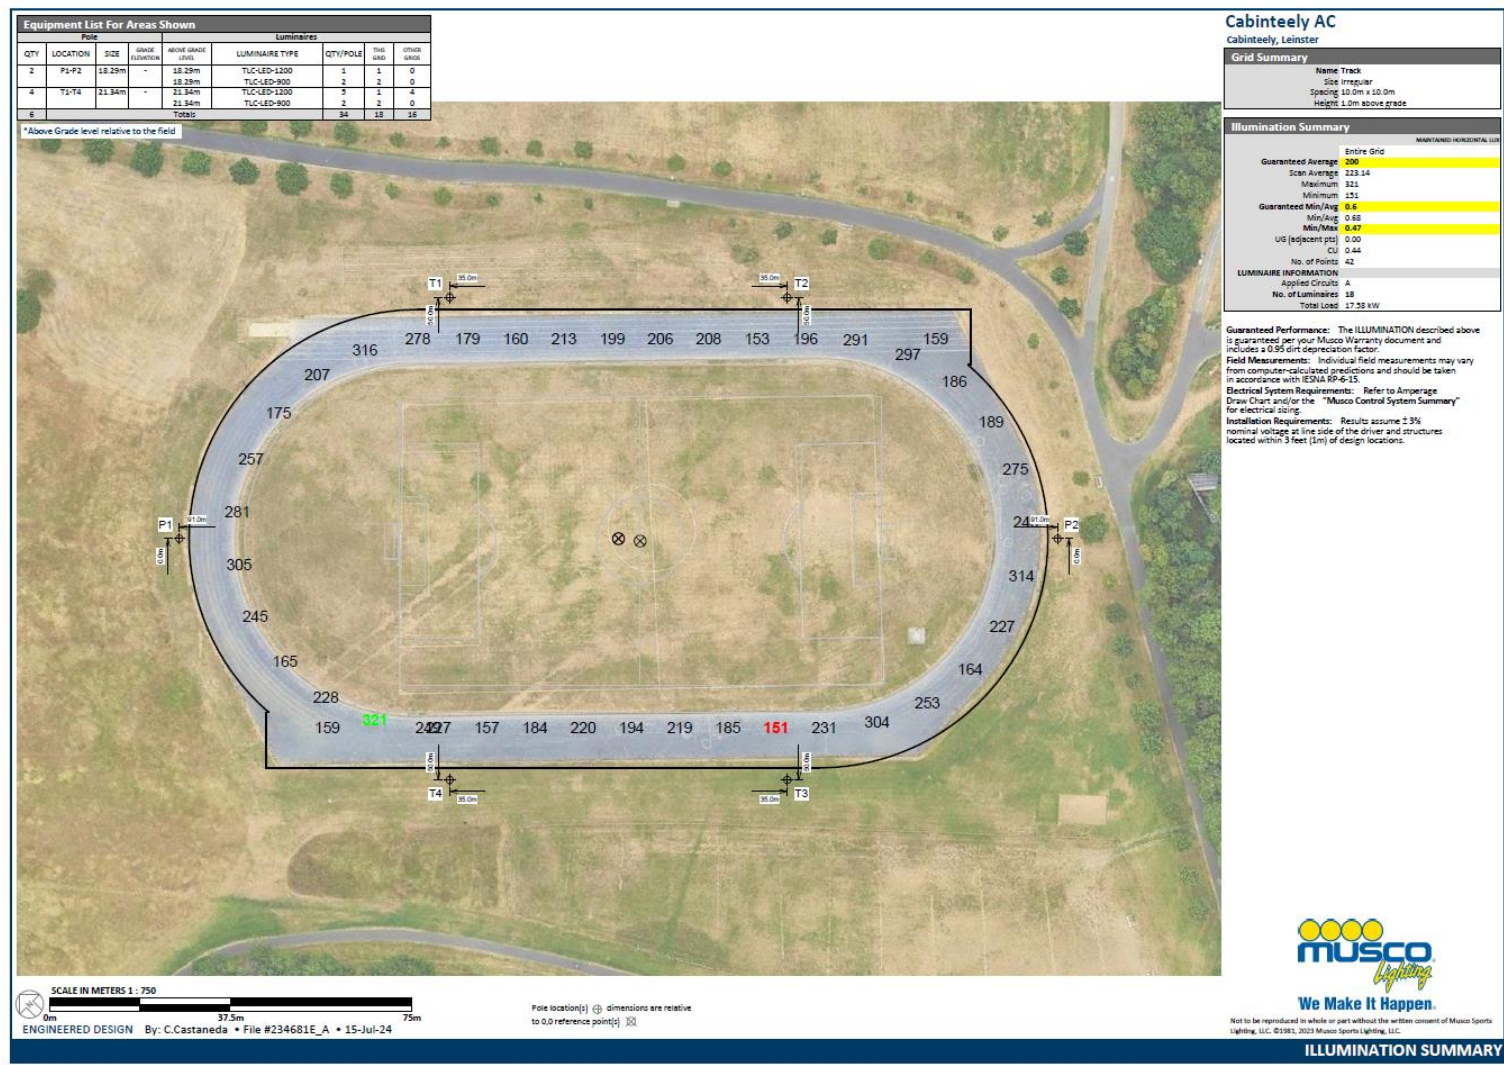 Equipment List For Areas Shown
Pole Luminaires
QTY LOCATION SIZE GRADE ELEVATION ABOVE GRADE LEVEL LUMINAIRE TYPE QTY/POLE THIS GRID OTHER GRIDS
2 P1-P2 18.29m - 18.29m TLC-LED-1200 1 1 0
18.29m TLC-LED-900 2 2 0
4 T1-T4 21.34m - 21.34m TLC-LED-1200 5 1 4
21.34m TLC-LED-900 2 2 0
6 Totals 34 18 16
*Above Grade level relative to the field
Cabinteely AC
Cabinteely, Leinster
Grid Summary
Name Track
Size Irregular
Spacing 10.0m x 10.0m
Height 1.0m above grade
Illumination Summary
MAINTAINED HORIZONTAL LUX
Entire Grid
Guaranteed Average 200
Scan Average 223.14
Maximum 321
Minimum 151
Guaranteed Min/Avg 0.6
Min/Avg 0.68
Min/Max 0.47
UG (adjacent pts) 0.00
CU 0.44
No. of Points 42
LUMINAIRE INFORMATION
Applied Circuits A
No. of Luminaires 18
Total Load 17.58 kW
Guaranteed Performance: The ILLUMINATION described above
is guaranteed per your Musco Warranty document and
includes a 0.95 dirt depreciation factor.
Field Measurements: Individual field measurements may vary
from computer-calculated predictions and should be taken
in accordance with IESNA RP-6-15.
Electrical System Requirements: Refer to Amperage
Draw Chart and/or the "Musco Control System Summary"
for electrical sizing.
Installation Requirements: Results assume ± 3%
nominal voltage at line side of the driver and structures
located within 3 feet (1m) of design locations.
T1 35.0m 35.0m T2
50.0m 50.0m
316 278 179 160 213 199 206 208 153 196 291 297 159
207 186
175 189
257 275
281
P1 91.0m 91.0m P2
0.0m 0.0m
305 314
245 227
165 164
228 253
159 321 227 157 184 220 194 219 185 151 231 304
50.0m 50.0m
T4 35.0m 35.0m T3
musco
Lighting
We Make It Happen.
Not to be reproduced in whole or part without the written consent of Musco Sports
Lighting, LLC. ©1981, 2023 Musco Sports Lighting, LLC.
SCALE IN METERS 1 : 750
0m 37.5m 75m
Pole location(s) dimensions are relative
to 0,0 reference point(s)
ENGINEERED DESIGN By: C.Castaneda • File #234681E_A • 15-Jul-24
ILLUMINATION SUMMARY